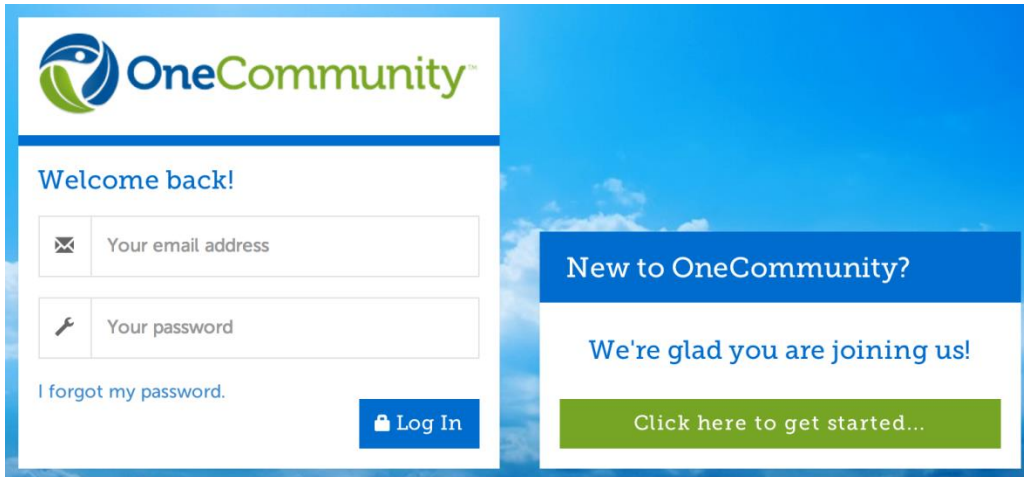 OneCommunity™
Welcome back!
Your email address
Your password
I forgot my password.
Log In
New to OneCommunity?
We're glad you are joining us!
Click here to get started...